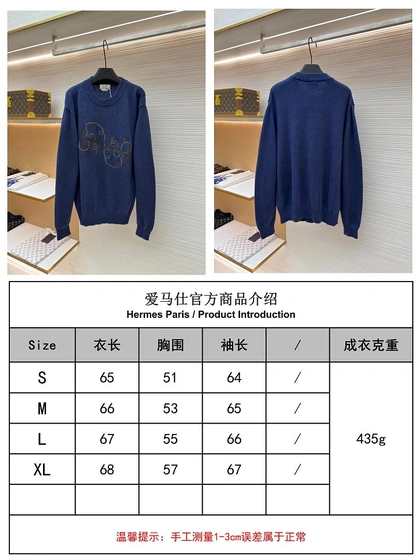 爱马仕官方商品介绍
Hermes Paris / Product Introduction
Size 衣长 胸围 袖长 / 成衣克重
S 65 51 64 /
M 66 53 65 /
L 67 55 66 / 435g
XL 68 57 67 /
温馨提示：手工测量1-3cm误差属于正常